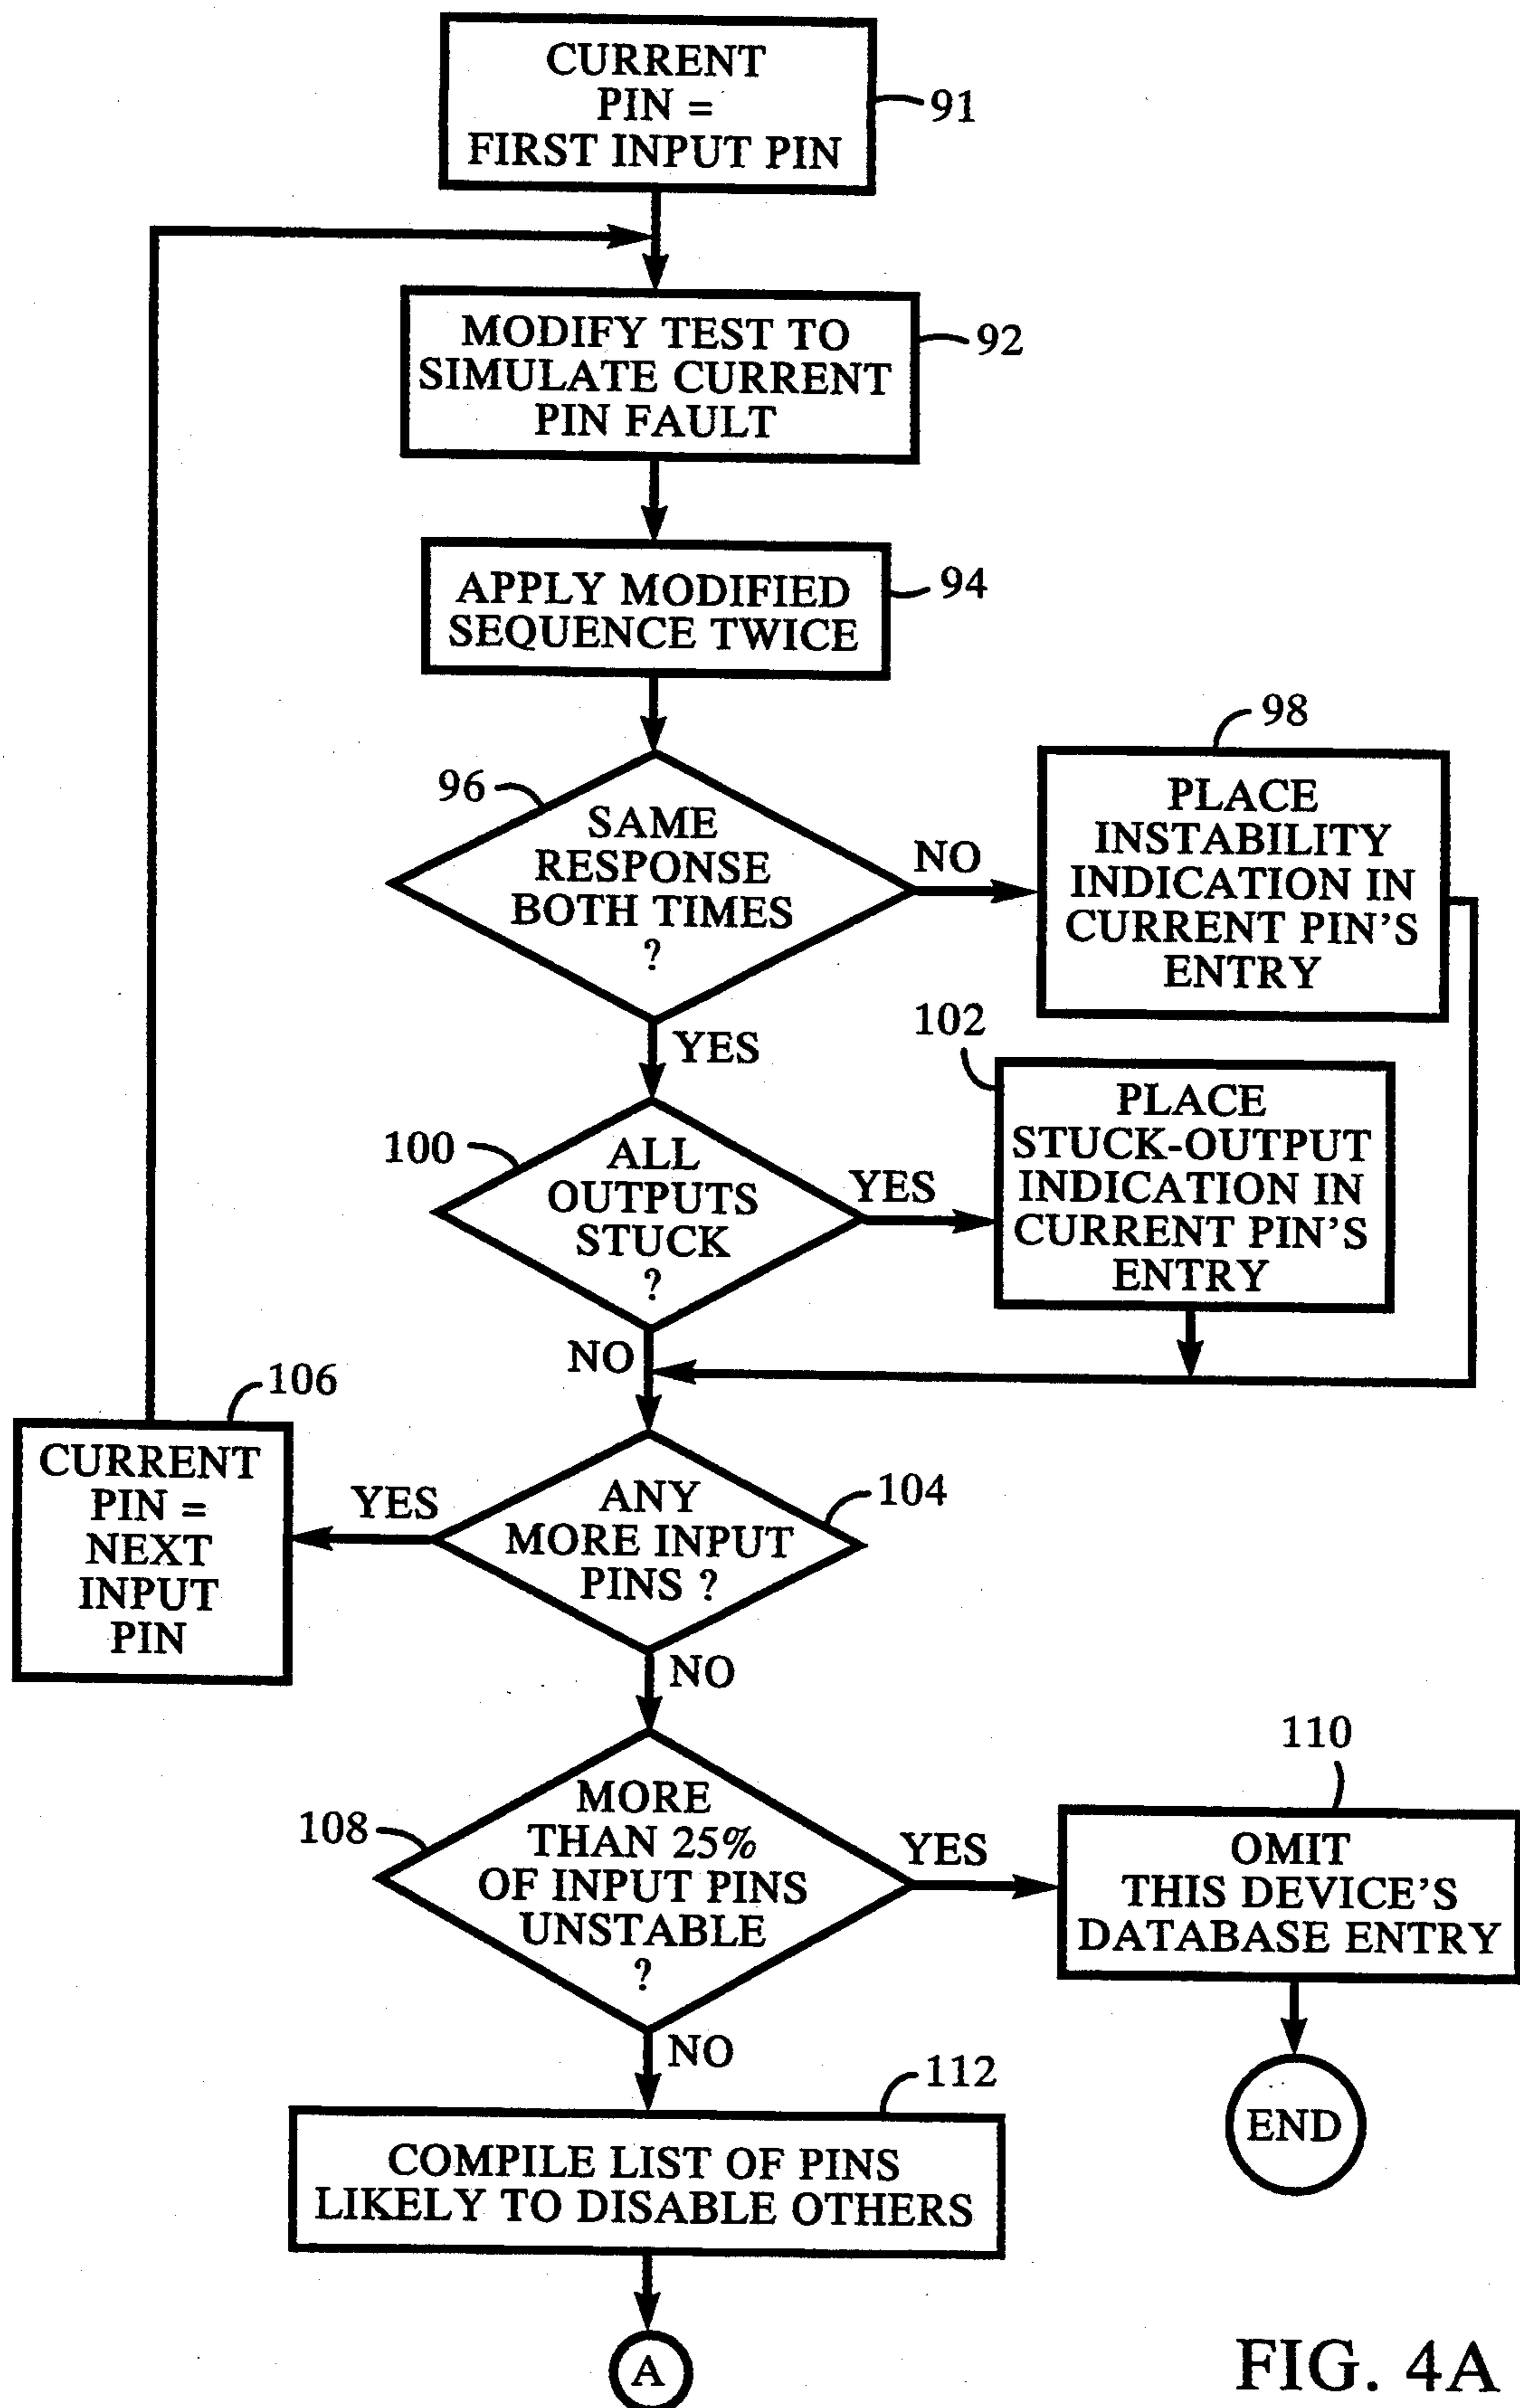 CURRENT
PIN =
FIRST INPUT PIN
91
MODIFY TEST TO
SIMULATE CURRENT
PIN FAULT
92
APPLY MODIFIED
SEQUENCE TWICE
94
96
SAME
RESPONSE
BOTH TIMES
?
NO
98
PLACE
INSTABILITY
INDICATION IN
CURRENT PIN'S
ENTRY
YES
100
ALL
OUTPUTS
STUCK
?
YES
102
PLACE
STUCK-OUTPUT
INDICATION IN
CURRENT PIN'S
ENTRY
NO
106
CURRENT
PIN =
NEXT
INPUT
PIN
YES
ANY
MORE INPUT
PINS ?
104
NO
108
MORE
THAN 25%
OF INPUT PINS
UNSTABLE
?
YES
110
OMIT
THIS DEVICE'S
DATABASE ENTRY
END
NO
112
COMPILE LIST OF PINS
LIKELY TO DISABLE OTHERS
A
FIG. 4A